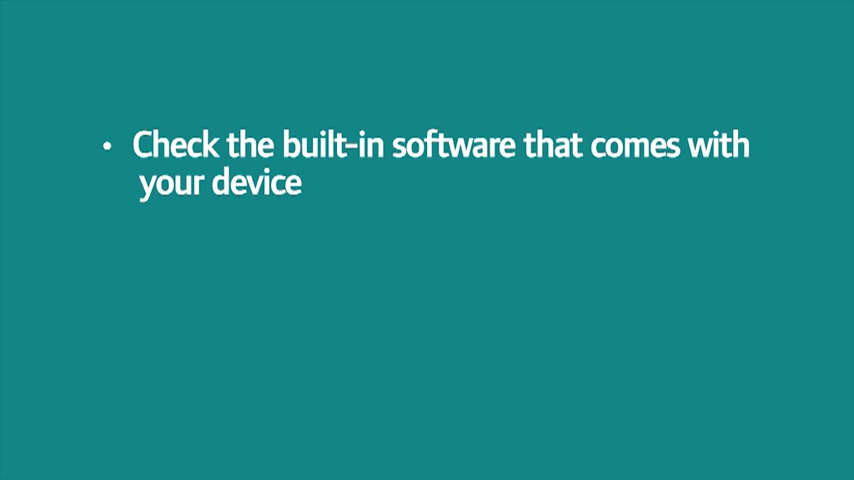 • Check the built-in software that comes with
your device